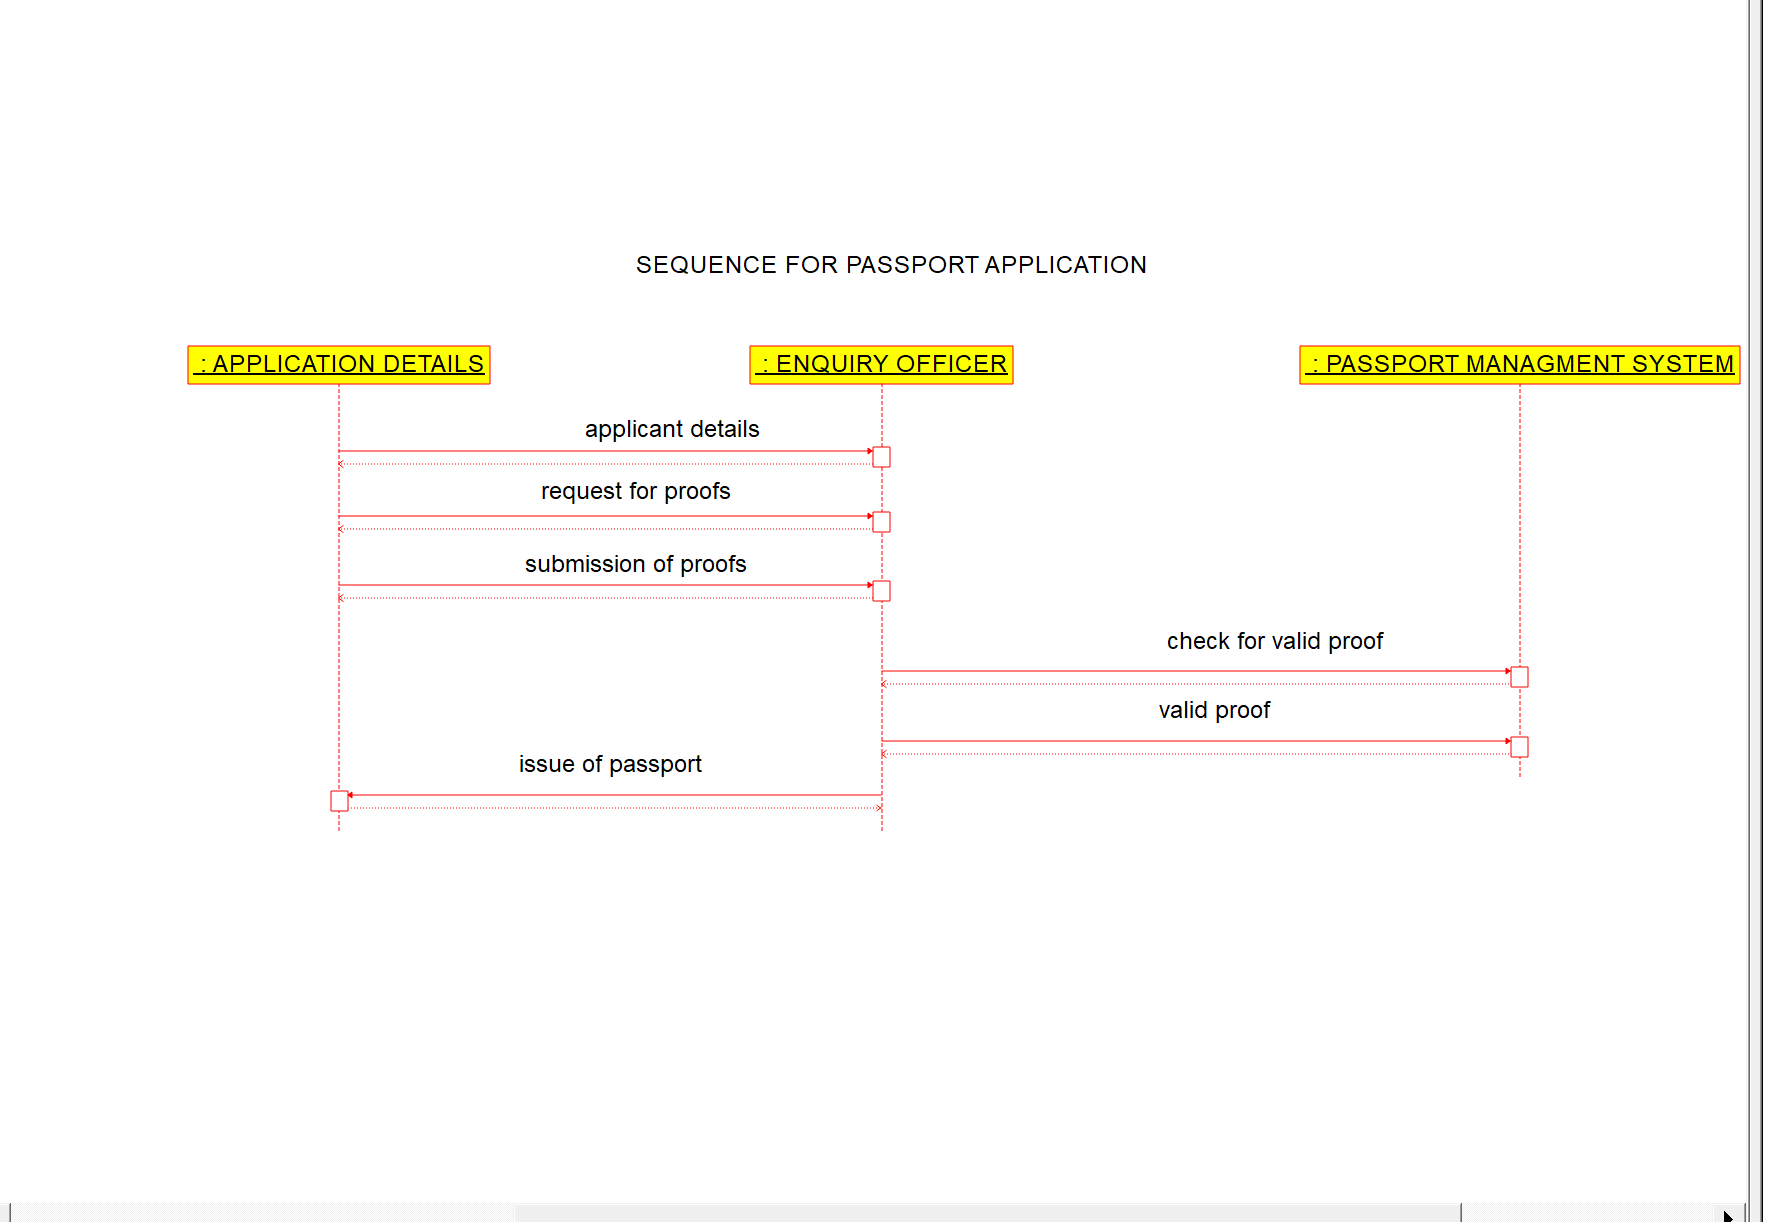 SEQUENCE FOR PASSPORT APPLICATION
: APPLICATION DETAILS
: ENQUIRY OFFICER
: PASSPORT MANAGMENT SYSTEM
applicant details
request for proofs
submission of proofs
check for valid proof
valid proof
issue of passport